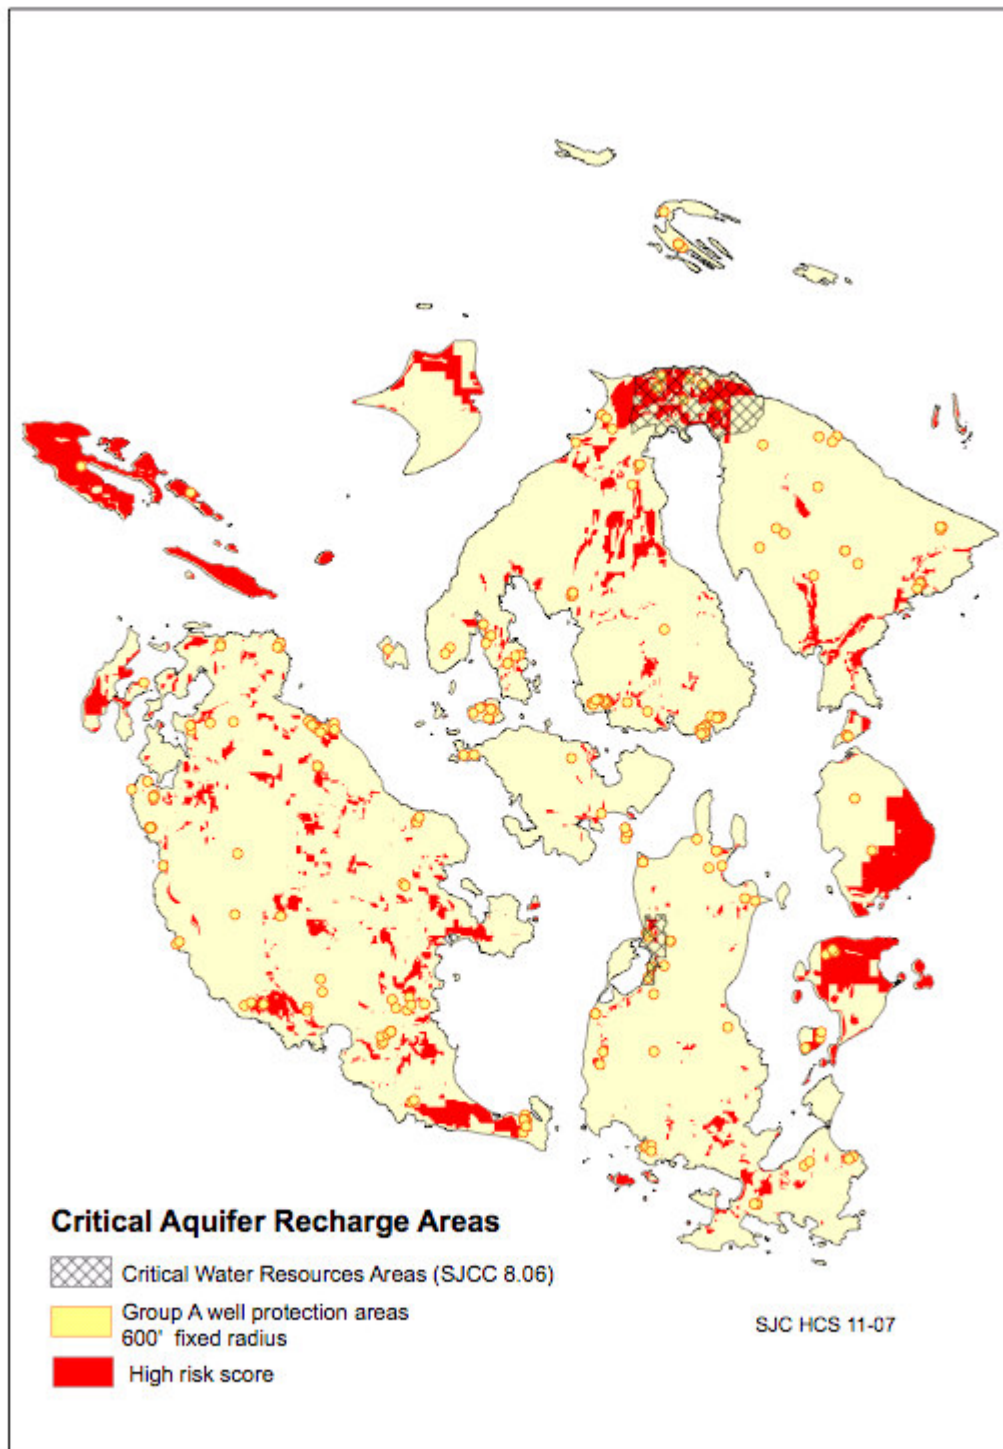 Critical Aquifer Recharge Areas
Critical Water Resources Areas (SJCC 8.06)
Group A well protection areas
600' fixed radius
SJC HCS 11-07
High risk score